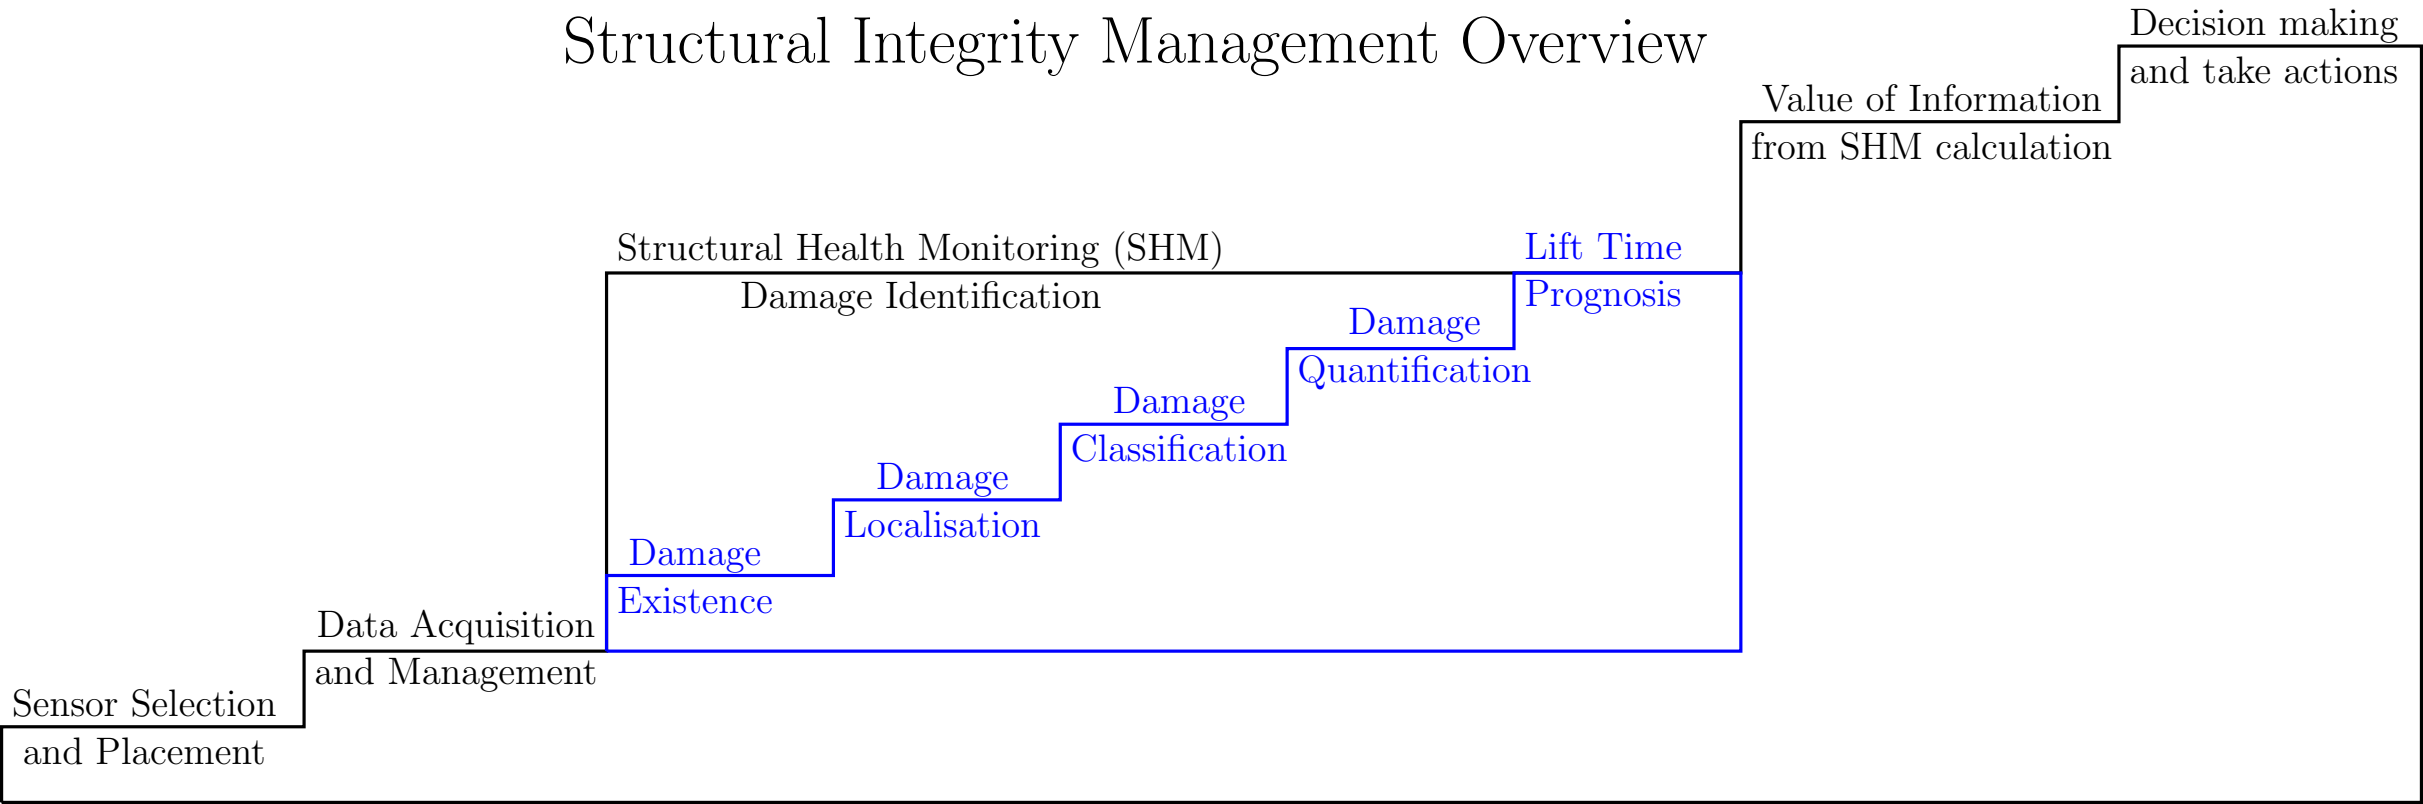 Structural Integrity Management Overview
Decision making
and take actions
Value of Information
from SHM calculation
Structural Health Monitoring (SHM)
Damage Identification
Lift Time
Prognosis
Damage
Quantification
Damage
Classification
Damage
Localisation
Damage
Existence
Data Acquisition
and Management
Sensor Selection
and Placement